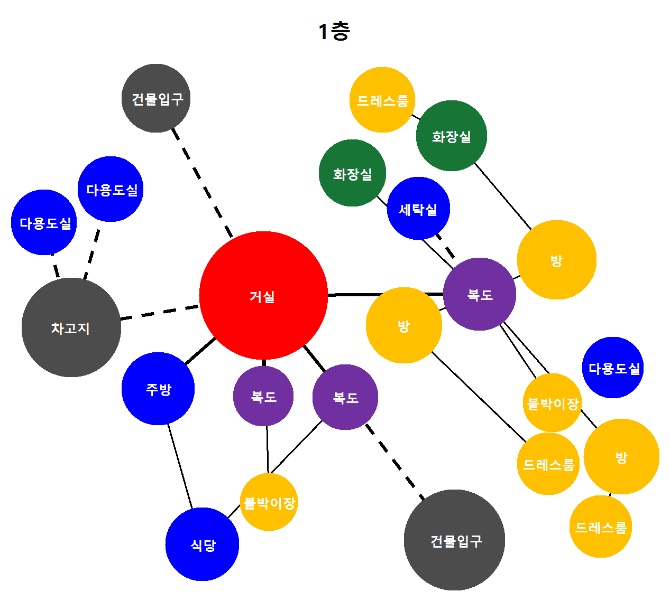 1층
건물입구
드레스룸
화장실
화장실
다용도실
세탁실
다용도실
방
거실
복도
차고지
방
다용도실
주방
복도
복도
붙박이장
방
드레스룸
붙박이장
드레스룸
식당
건물입구